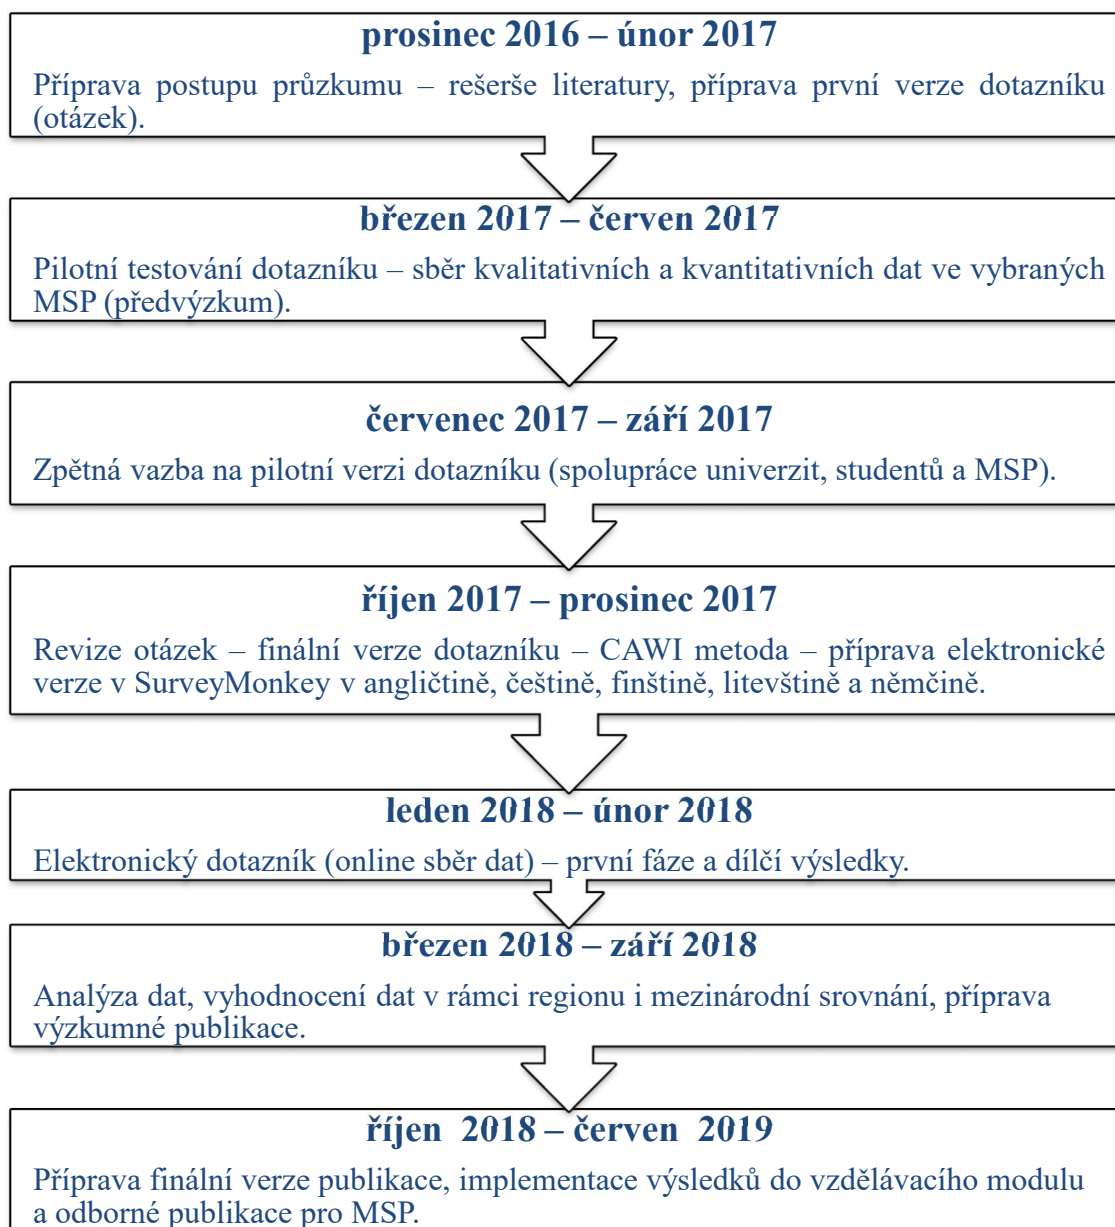 prosinec 2016 – únor 2017
Příprava postupu průzkumu – rešerše literatury, příprava první verze dotazníku
(otázek).
březen 2017 – červen 2017
Pilotní testování dotazníku – sběr kvalitativních a kvantitativních dat ve vybraných
MSP (předvýzkum).
červenec 2017 – září 2017
Zpětná vazba na pilotní verzi dotazníku (spolupráce univerzit, studentů a MSP).
říjen 2017 – prosinec 2017
Revize otázek – finální verze dotazníku – CAWI metoda – příprava elektronické
verze v SurveyMonkey v angličtině, češtině, finštině, litevštině a němčině.
leden 2018 – únor 2018
Elektronický dotazník (online sběr dat) – první fáze a dílčí výsledky.
březen 2018 – září 2018
Analýza dat, vyhodnocení dat v rámci regionu i mezinárodní srovnání, příprava
výzkumné publikace.
říjen 2018 – červen 2019
Příprava finální verze publikace, implementace výsledků do vzdělávacího modulu
a odborné publikace pro MSP.